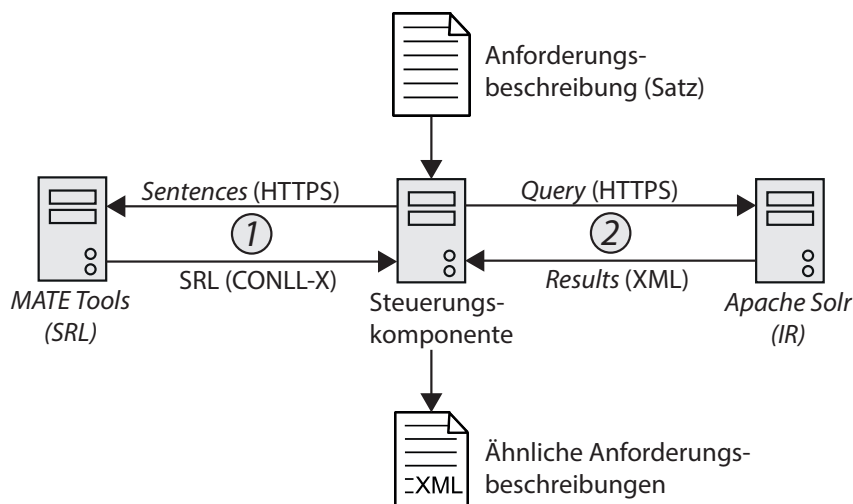 Anforderungs-
beschreibung (Satz)
Sentences (HTTPS)
Query (HTTPS)
1
2
SRL (CONLL-X)
Results (XML)
MATE Tools
(SRL)
Steuerungs-
komponente
Apache Solr
(IR)
XML
Ähnliche Anforderungs-
beschreibungen